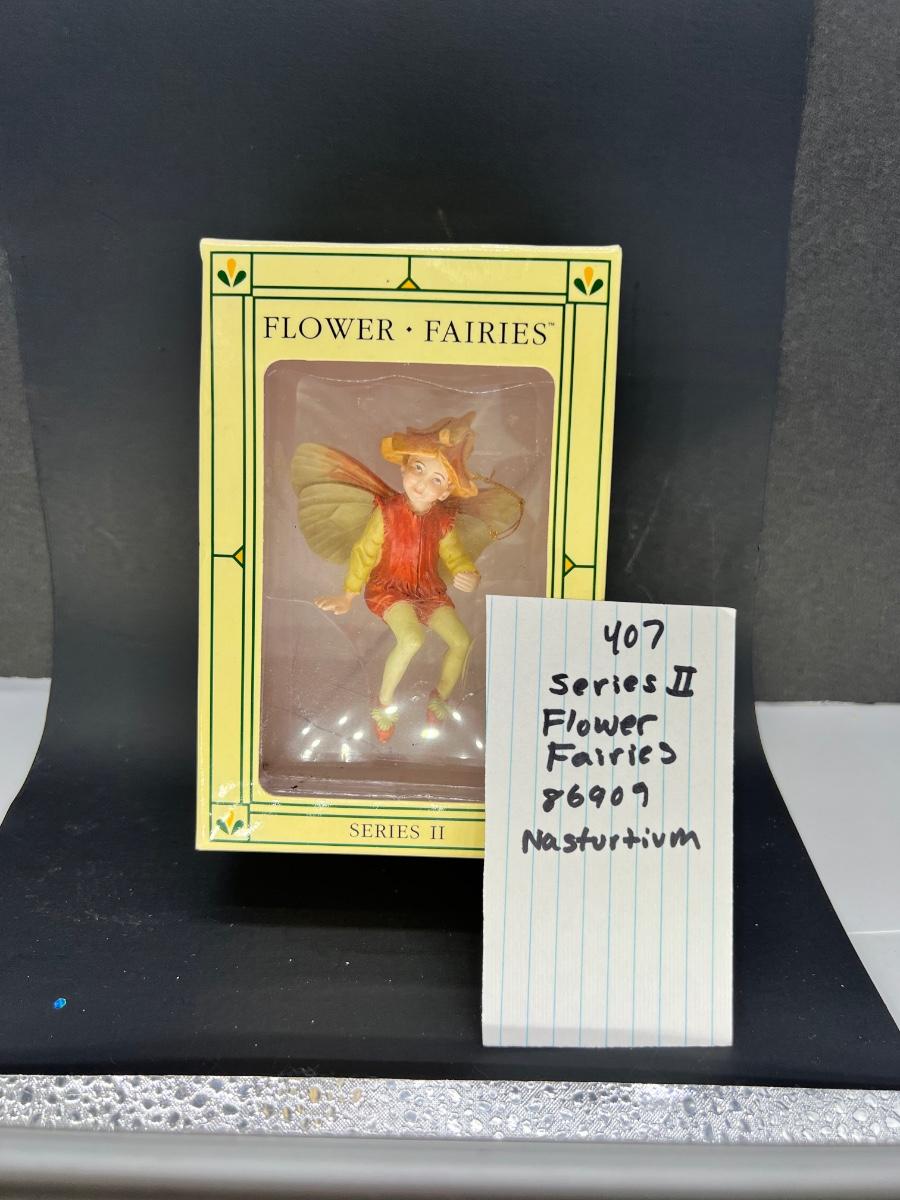 FLOWER · FAIRIES™
SERIES II
407
Series II
Flower
Fairies
86909
Nasturtium